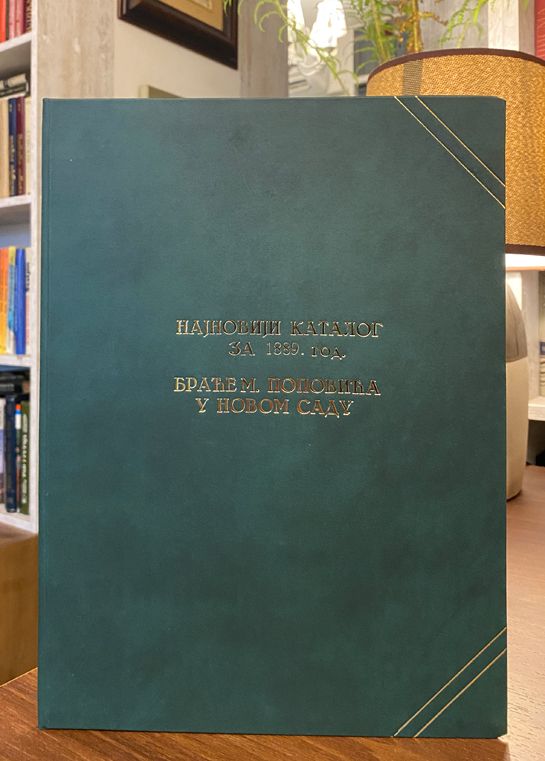 НАЈНОВИЈИ КАТАЛОГ
ЗА 1889. ГОД.
БРАЋЕ М. ПОПОВИЋА
У НОВОМ САДУ